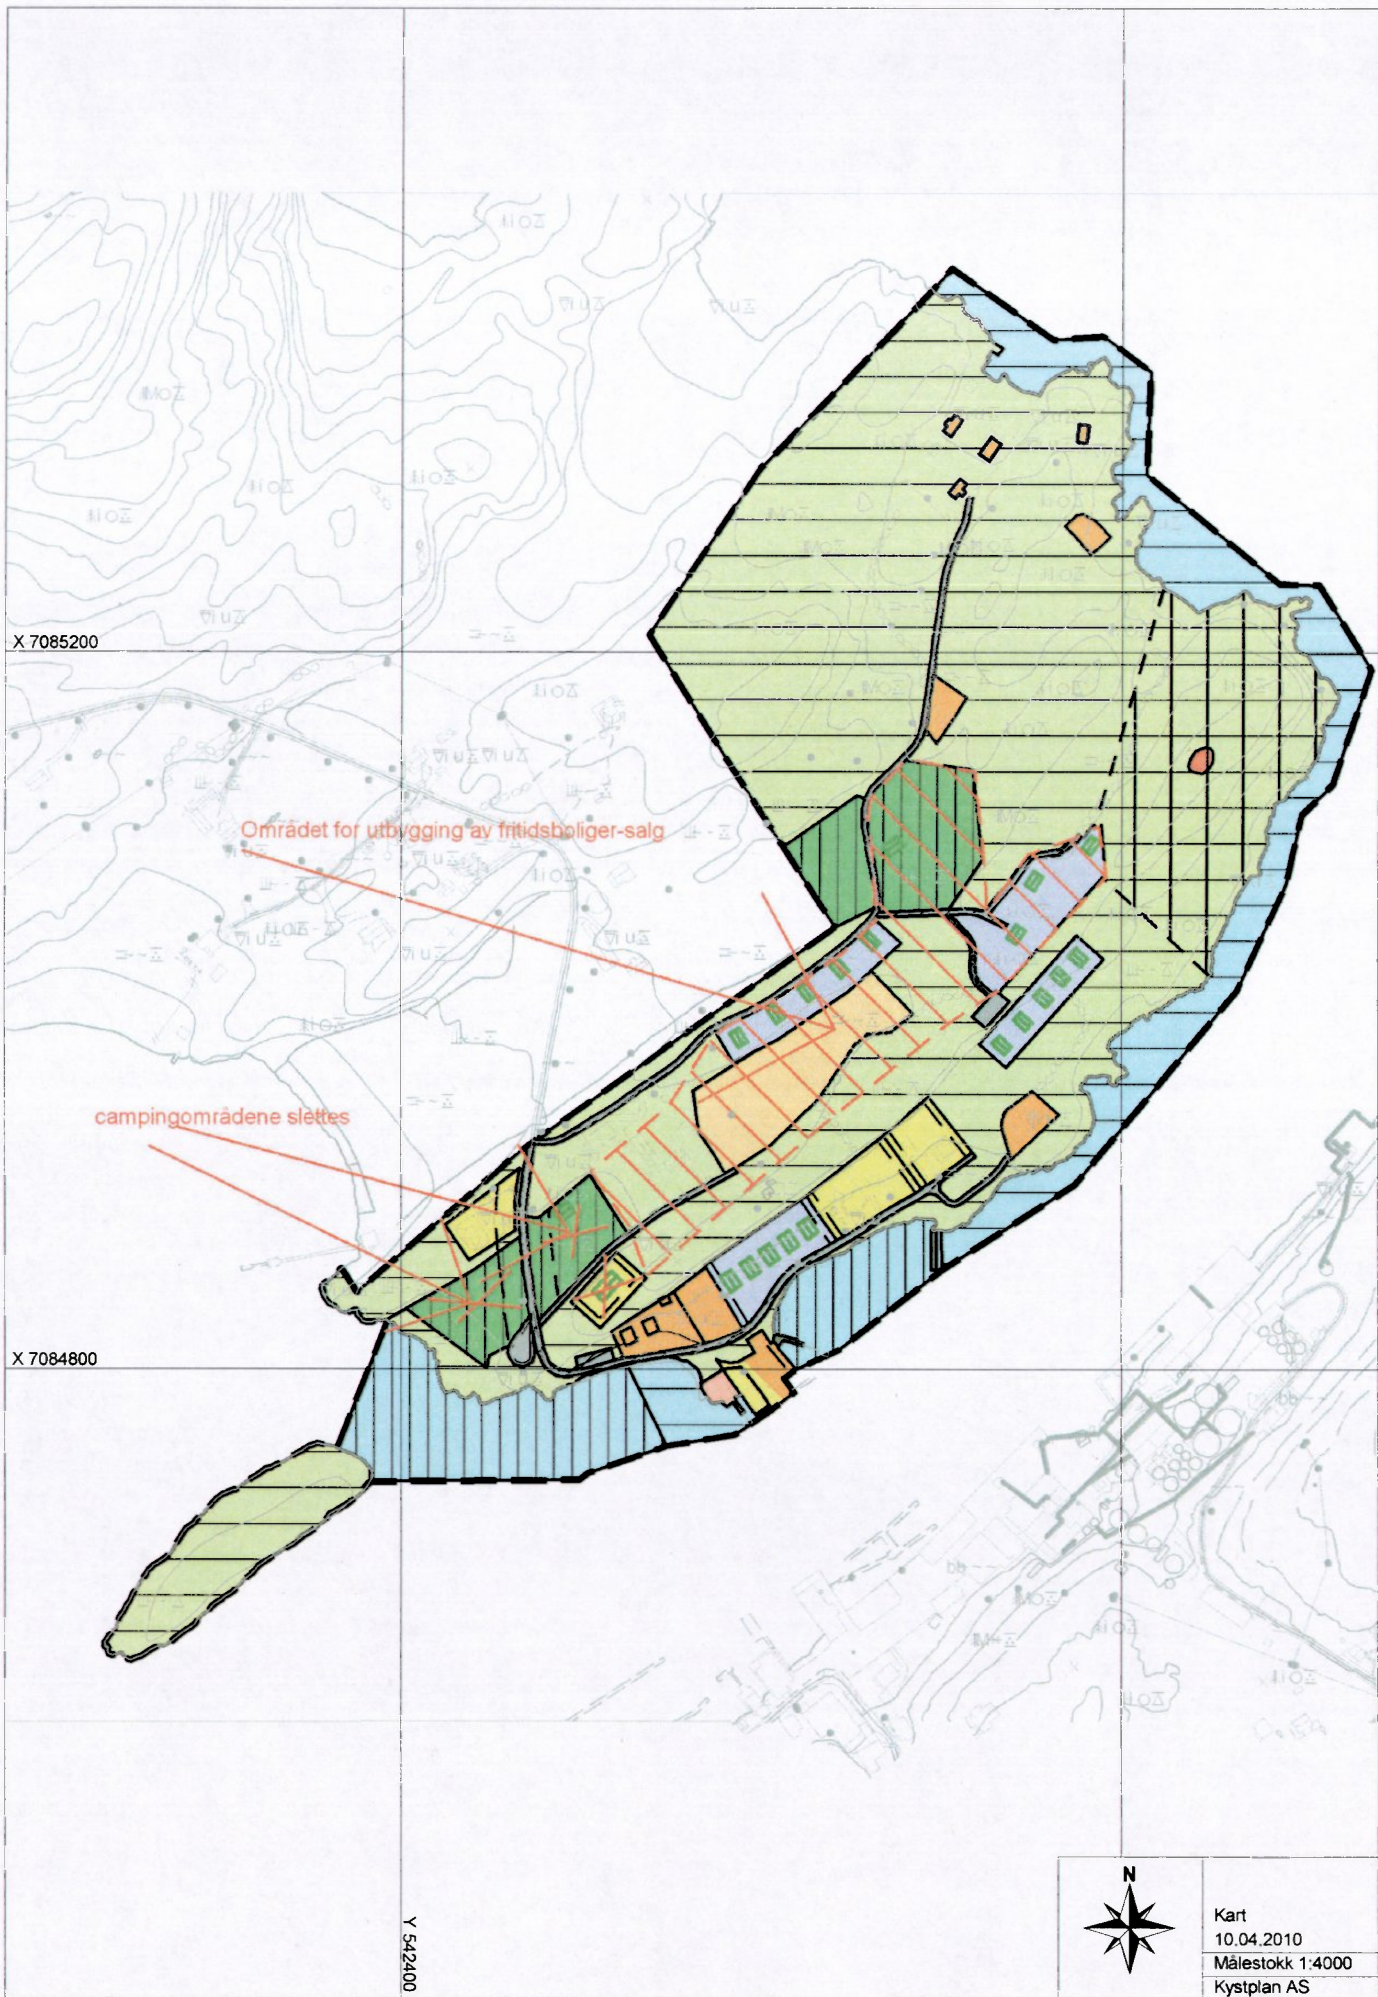 X 7085200
Området for utbygging av fritidsboliger-salg
campingområdene slettes
X 7084800
Y 542400
N
Kart
10.04.2010
Målestokk 1:4000
Kystplan AS